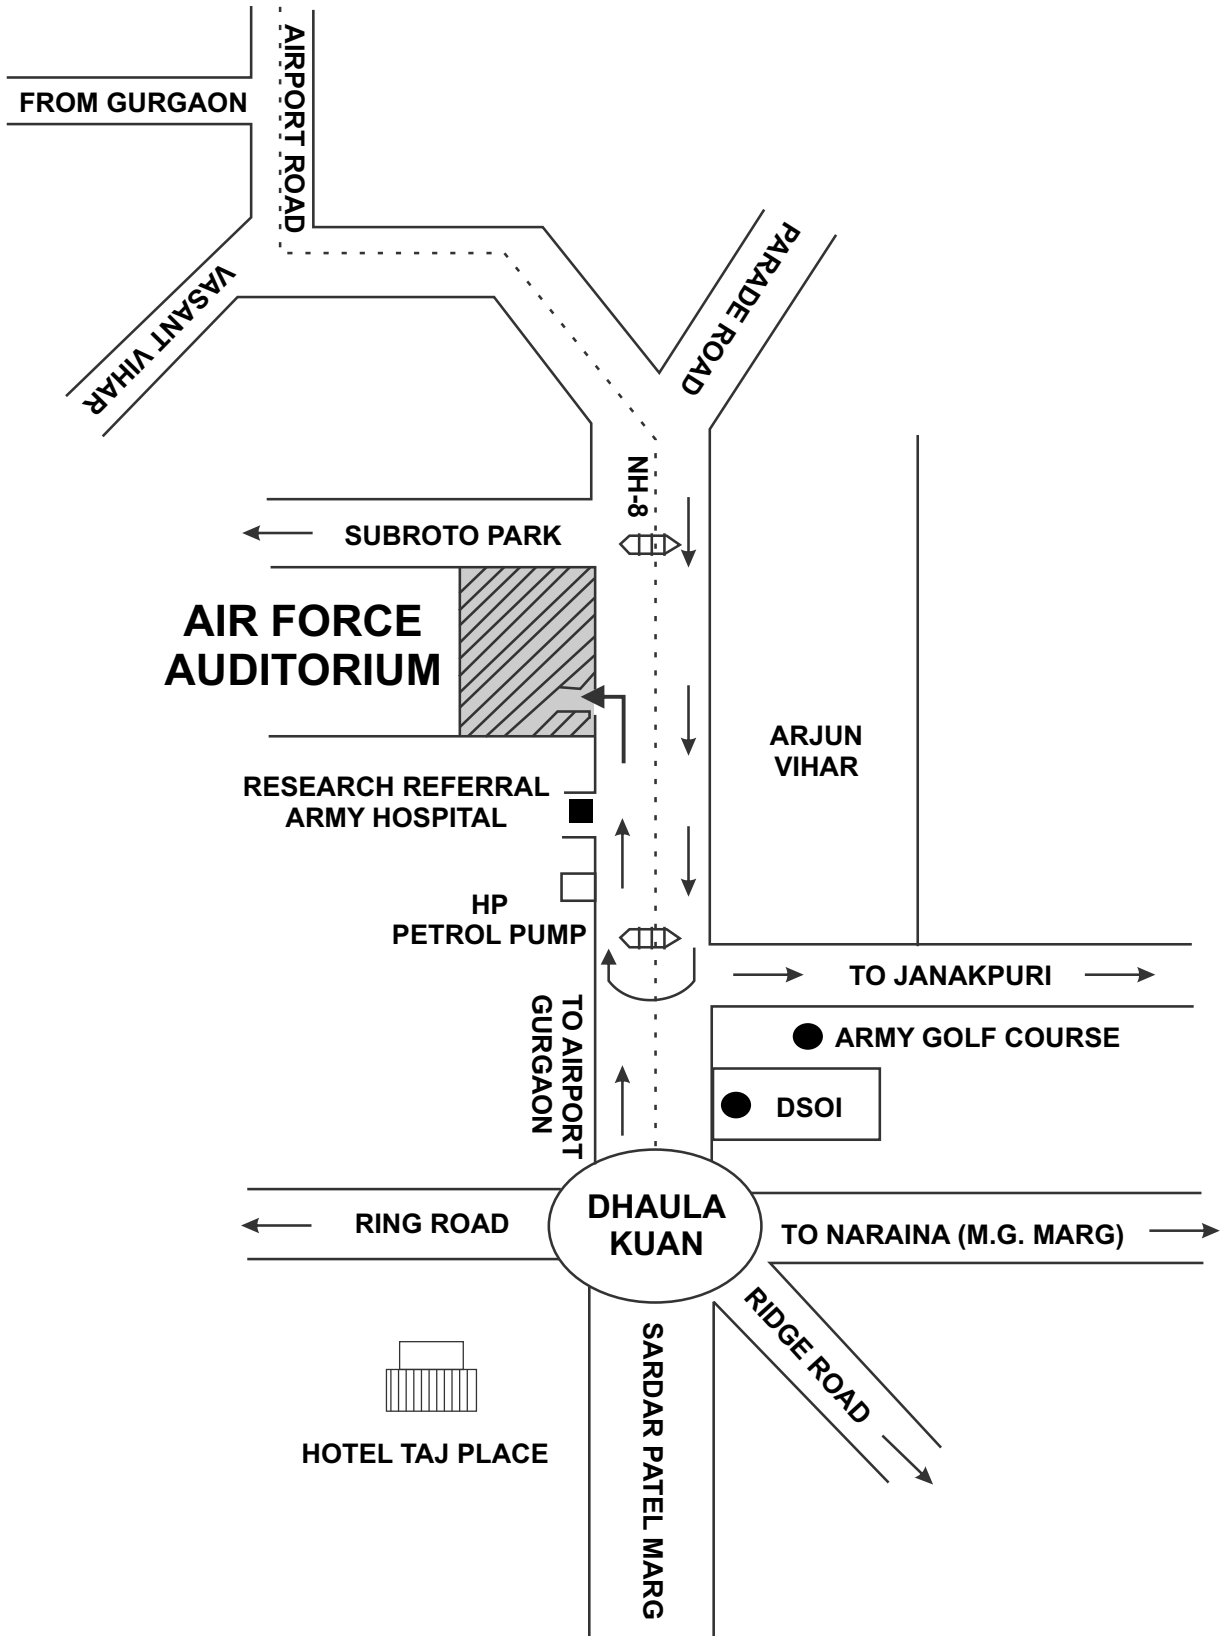 AIRPORT ROAD
FROM GURGAON
PARADE ROAD
VASANT VIHAR
NH-8
SUBROTO PARK
AIR FORCE
AUDITORIUM
ARJUN
VIHAR
RESEARCH REFERRAL
ARMY HOSPITAL
HP
PETROL PUMP
TO JANAKPURI
TO AIRPORT
GURGAON
ARMY GOLF COURSE
DSOI
DHAULA
KUAN
RING ROAD
TO NARAINA (M.G. MARG)
RIDGE ROAD
SARDAR PATEL MARG
HOTEL TAJ PLACE